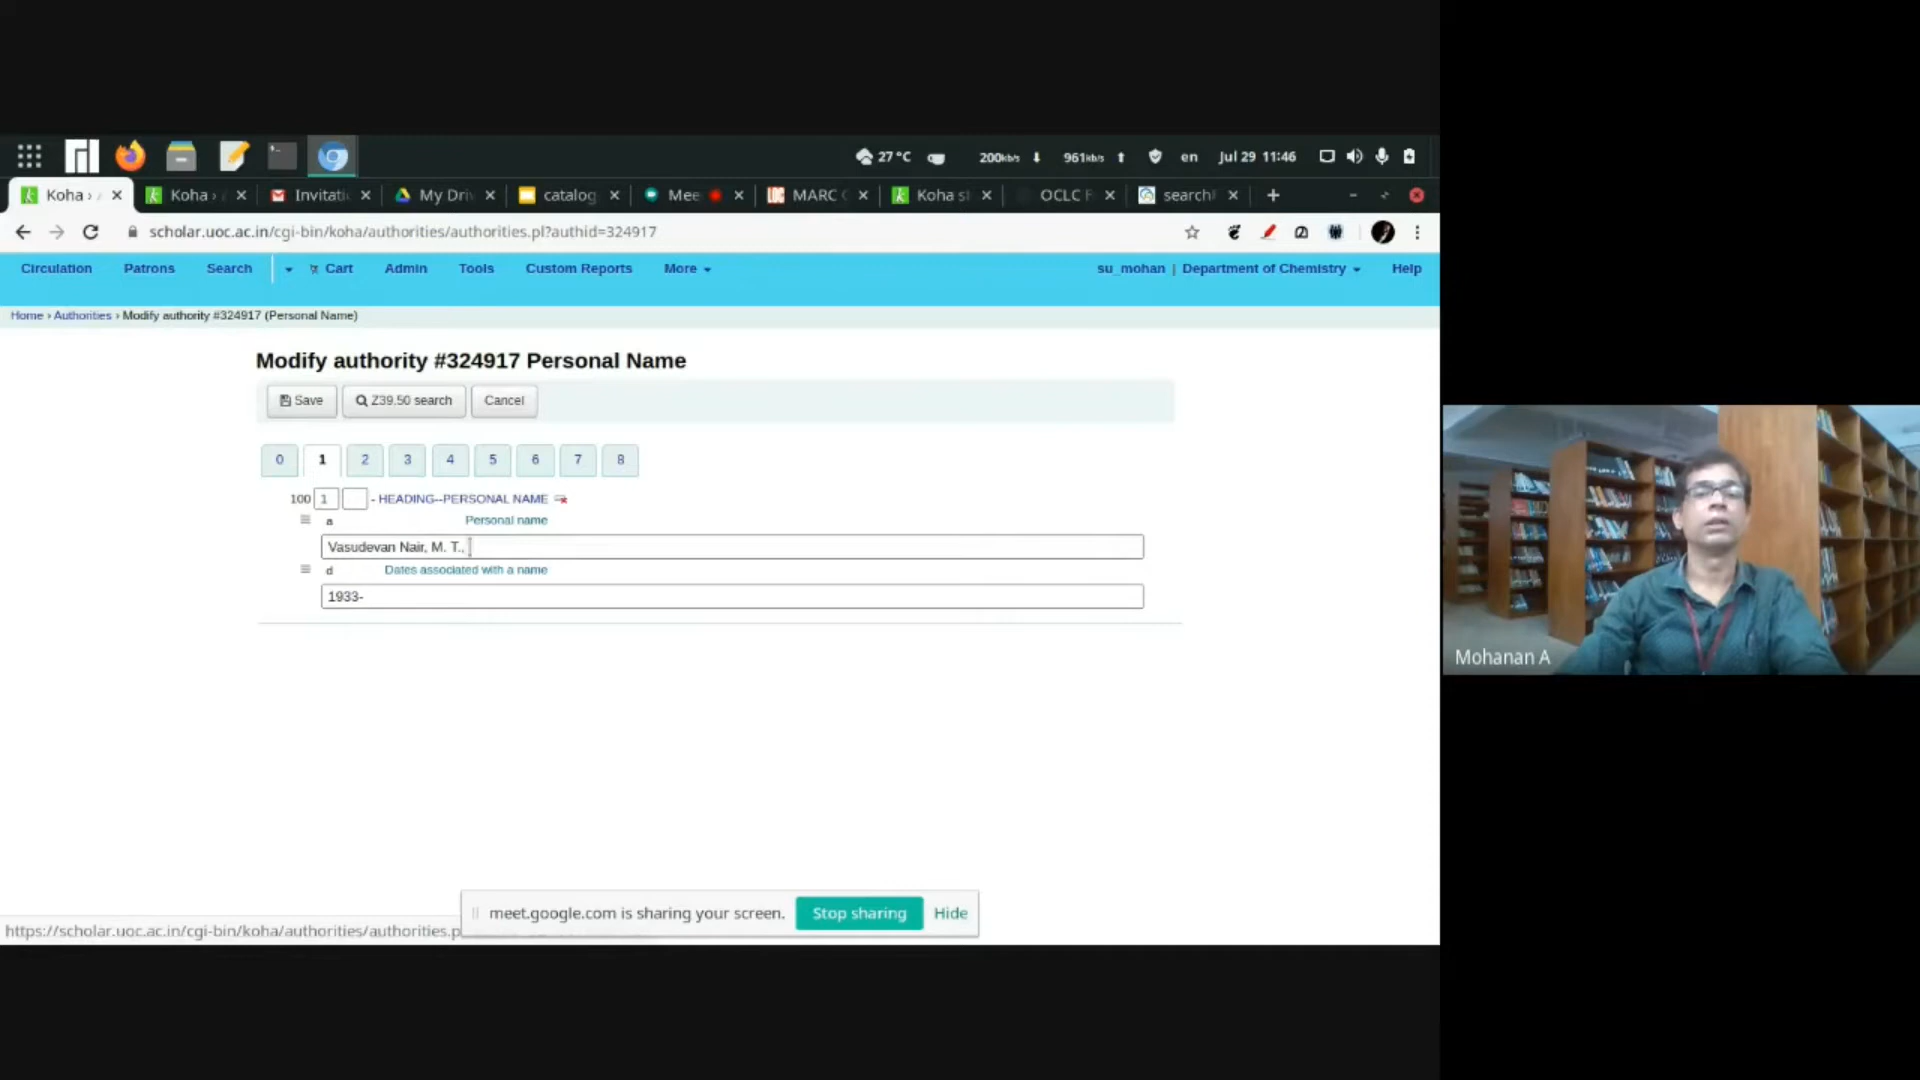 27 °C 200kb/s 961kb/s en Jul 29 11:46
Koha › Koha › Invitati My Driv catalog Mee MARC Koha s OCLC F search
scholar.uoc.ac.in/cgi-bin/koha/authorities/authorities.pl?authid=324917
Circulation Patrons Search Cart Admin Tools Custom Reports More su_mohan | Department of Chemistry Help
Home › Authorities › Modify authority #324917 (Personal Name)
Modify authority #324917 Personal Name
Save Z39.50 search Cancel
0 1 2 3 4 5 6 7 8
100 1 - HEADING--PERSONAL NAME
a Personal name
Vasudevan Nair, M. T.,
d Dates associated with a name
1933-
Mohanan A
meet.google.com is sharing your screen. Stop sharing Hide
https://scholar.uoc.ac.in/cgi-bin/koha/authorities/authorities.p